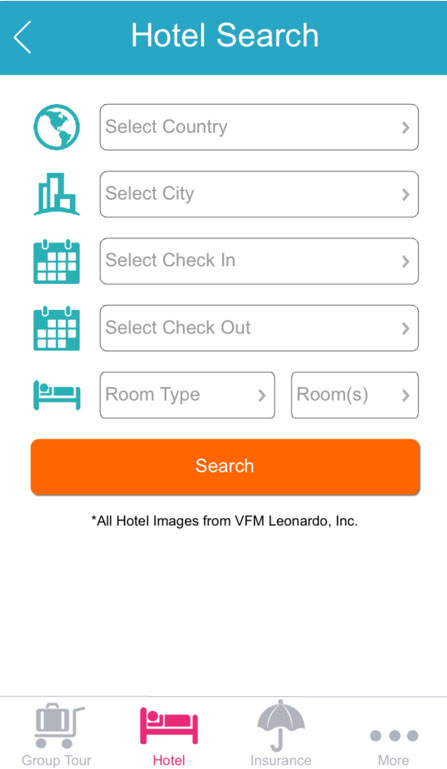 Hotel Search
Select Country
Select City
Select Check In
Select Check Out
Room Type Room(s)
Search
*All Hotel Images from VFM Leonardo, Inc.
Group Tour Hotel Insurance More